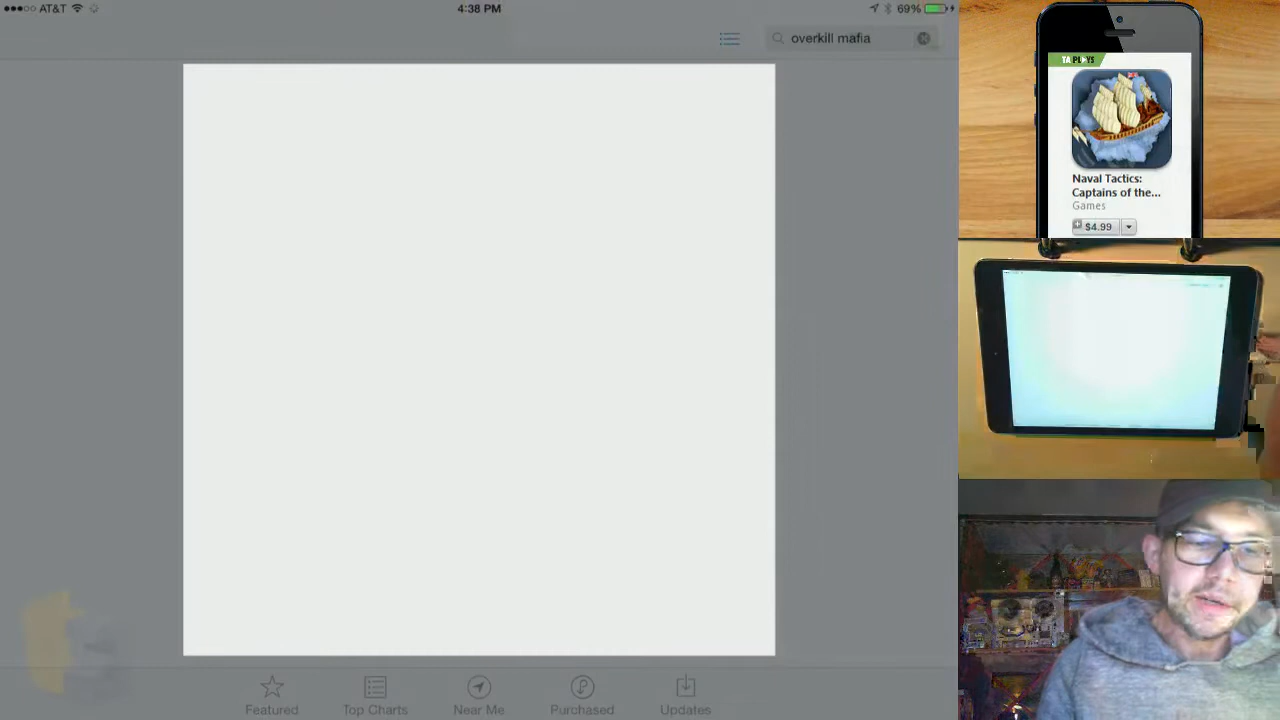 AT&T
4:38 PM
69%
overkill mafia
Featured
Top Charts
Near Me
Purchased
Updates
TA PLAYS
Naval Tactics:
Captains of the...
Games
$4.99